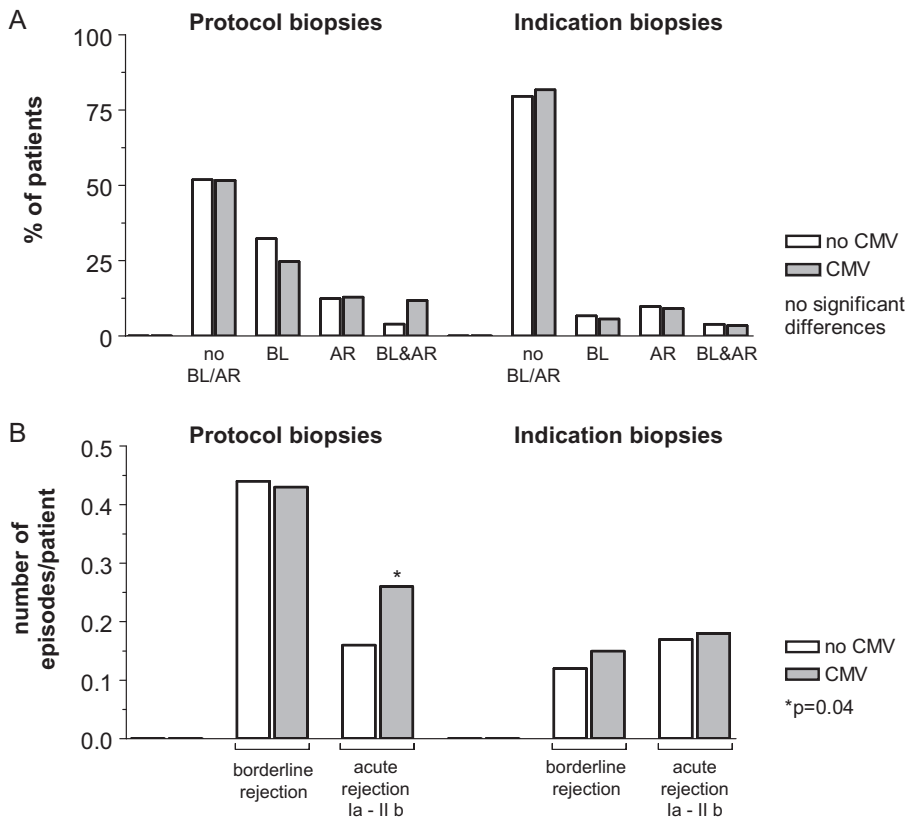 A
Protocol biopsies
Indication biopsies
100
75
50
25
0
% of patients
no
BL/AR
BL
AR
BL&AR
no
BL/AR
BL
AR
BL&AR
no CMV
CMV
no significant
differences
B
Protocol biopsies
Indication biopsies
0.5
0.4
0.3
0.2
0.1
0.0
number of
episodes/patient
*
borderline
rejection
acute
rejection
Ia - II b
borderline
rejection
acute
rejection
Ia - II b
no CMV
CMV
*p=0.04